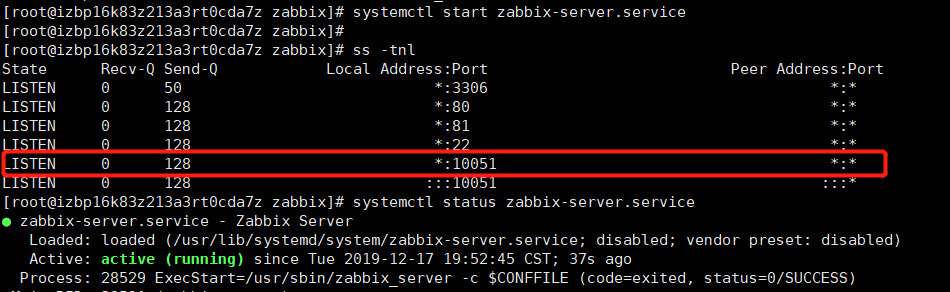 [root@izbp16k83z213a3rt0cda7z zabbix]# systemctl start zabbix-server.service
[root@izbp16k83z213a3rt0cda7z zabbix]#
[root@izbp16k83z213a3rt0cda7z zabbix]# ss -tnl
State Recv-Q Send-Q Local Address:Port Peer Address:Port
LISTEN 0 50 *:3306 *:*
LISTEN 0 128 *:80 *:*
LISTEN 0 128 *:81 *:*
LISTEN 0 128 *:22 *:*
LISTEN 0 128 *:10051 *:*
LISTEN 0 128 :::10051 :::*
[root@izbp16k83z213a3rt0cda7z zabbix]# systemctl status zabbix-server.service
● zabbix-server.service - Zabbix Server
Loaded: loaded (/usr/lib/systemd/system/zabbix-server.service; disabled; vendor preset: disabled)
Active: active (running) since Tue 2019-12-17 19:52:45 CST; 37s ago
Process: 28529 ExecStart=/usr/sbin/zabbix_server -c $CONFFILE (code=exited, status=0/SUCCESS)